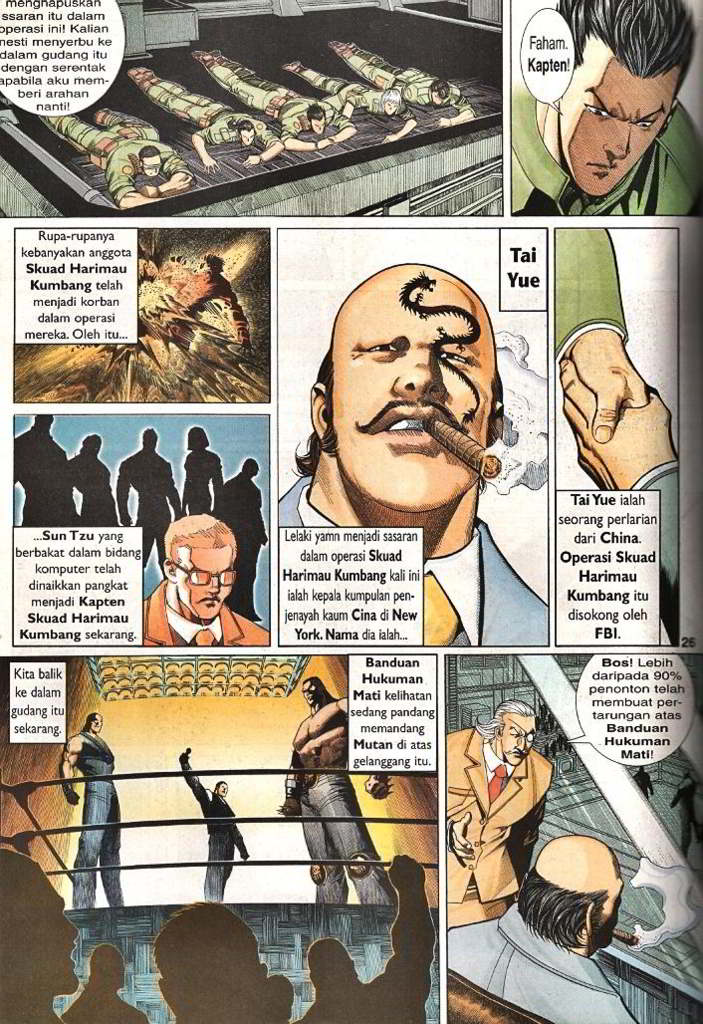 menghapuskan
ssaran itu dalam
operasi ini! Kalian
mesti menyerbu ke
dalam gudang itu
dengan serentak
apabila aku mem-
beri arahan
nanti!
Faham.
Kapten!
Rupa-rupanya
kebanyakan anggota
Skuad Harimau
Kumbang telah
menjadi korban
dalam operasi
mereka. Oleh itu...
...Sun Tzu yang
berbakat dalam bidang
komputer telah
dinaikkan pangkat
menjadi Kapten
Skuad Harimau
Kumbang sekarang.
Tai
Yue
Lelaki yamn menjadi sasaran
dalam operasi Skuad
Harimau Kumbang kali ini
ialah kepala kumpulan pen-
jenayah kaum Cina di New
York. Nama dia ialah...
Tai Yue ialah
seorang perlarian
dari China.
Operasi Skuad
Harimau
Kumbang itu
disokong oleh
FBI.
26
Kita balik
ke dalam
gudang itu
sekarang.
Banduan
Hukuman
Mati kelihatan
sedang pandang
memandang
Mutan di atas
gelanggang itu.
Bos! Lebih
daripada 90%
penonton telah
membuat per-
tarungan atas
Banduan
Hukuman
Mati!